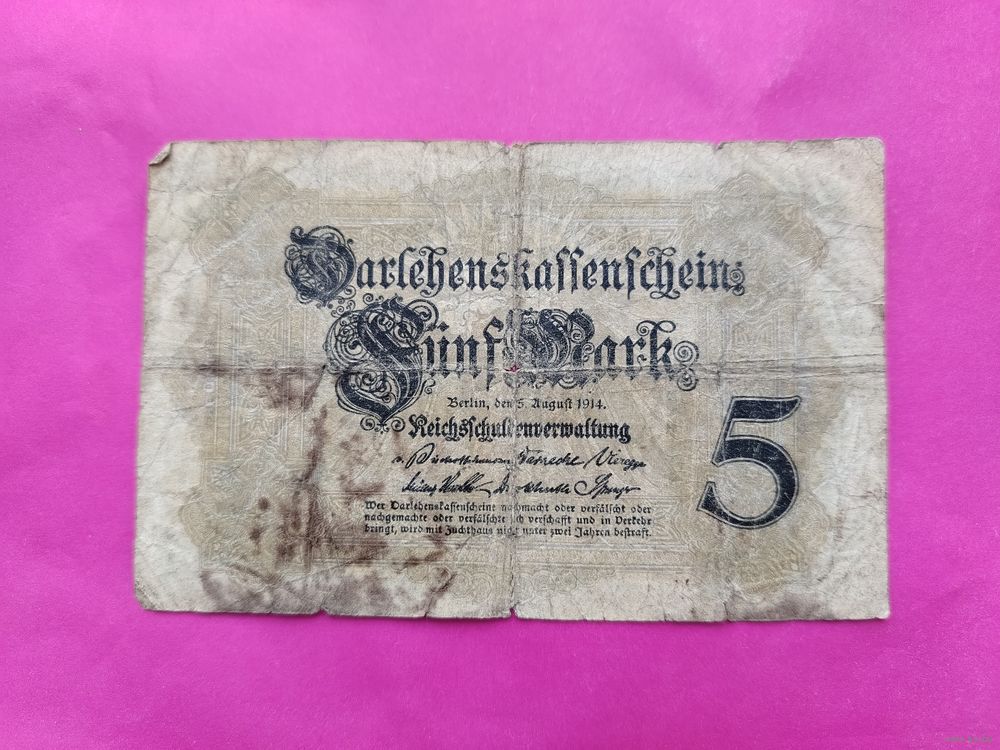 Darlehenskassenschein
Fünf Mark
Berlin, den 5. August 1914.
Reichsschuldenverwaltung
5
Wer Darlehenskassenscheine nachmacht oder verfälscht oder
nachgemachte oder verfälschte sich verschafft und in Verkehr
bringt, wird mit Zuchthaus nicht unter zwei Jahren bestraft.